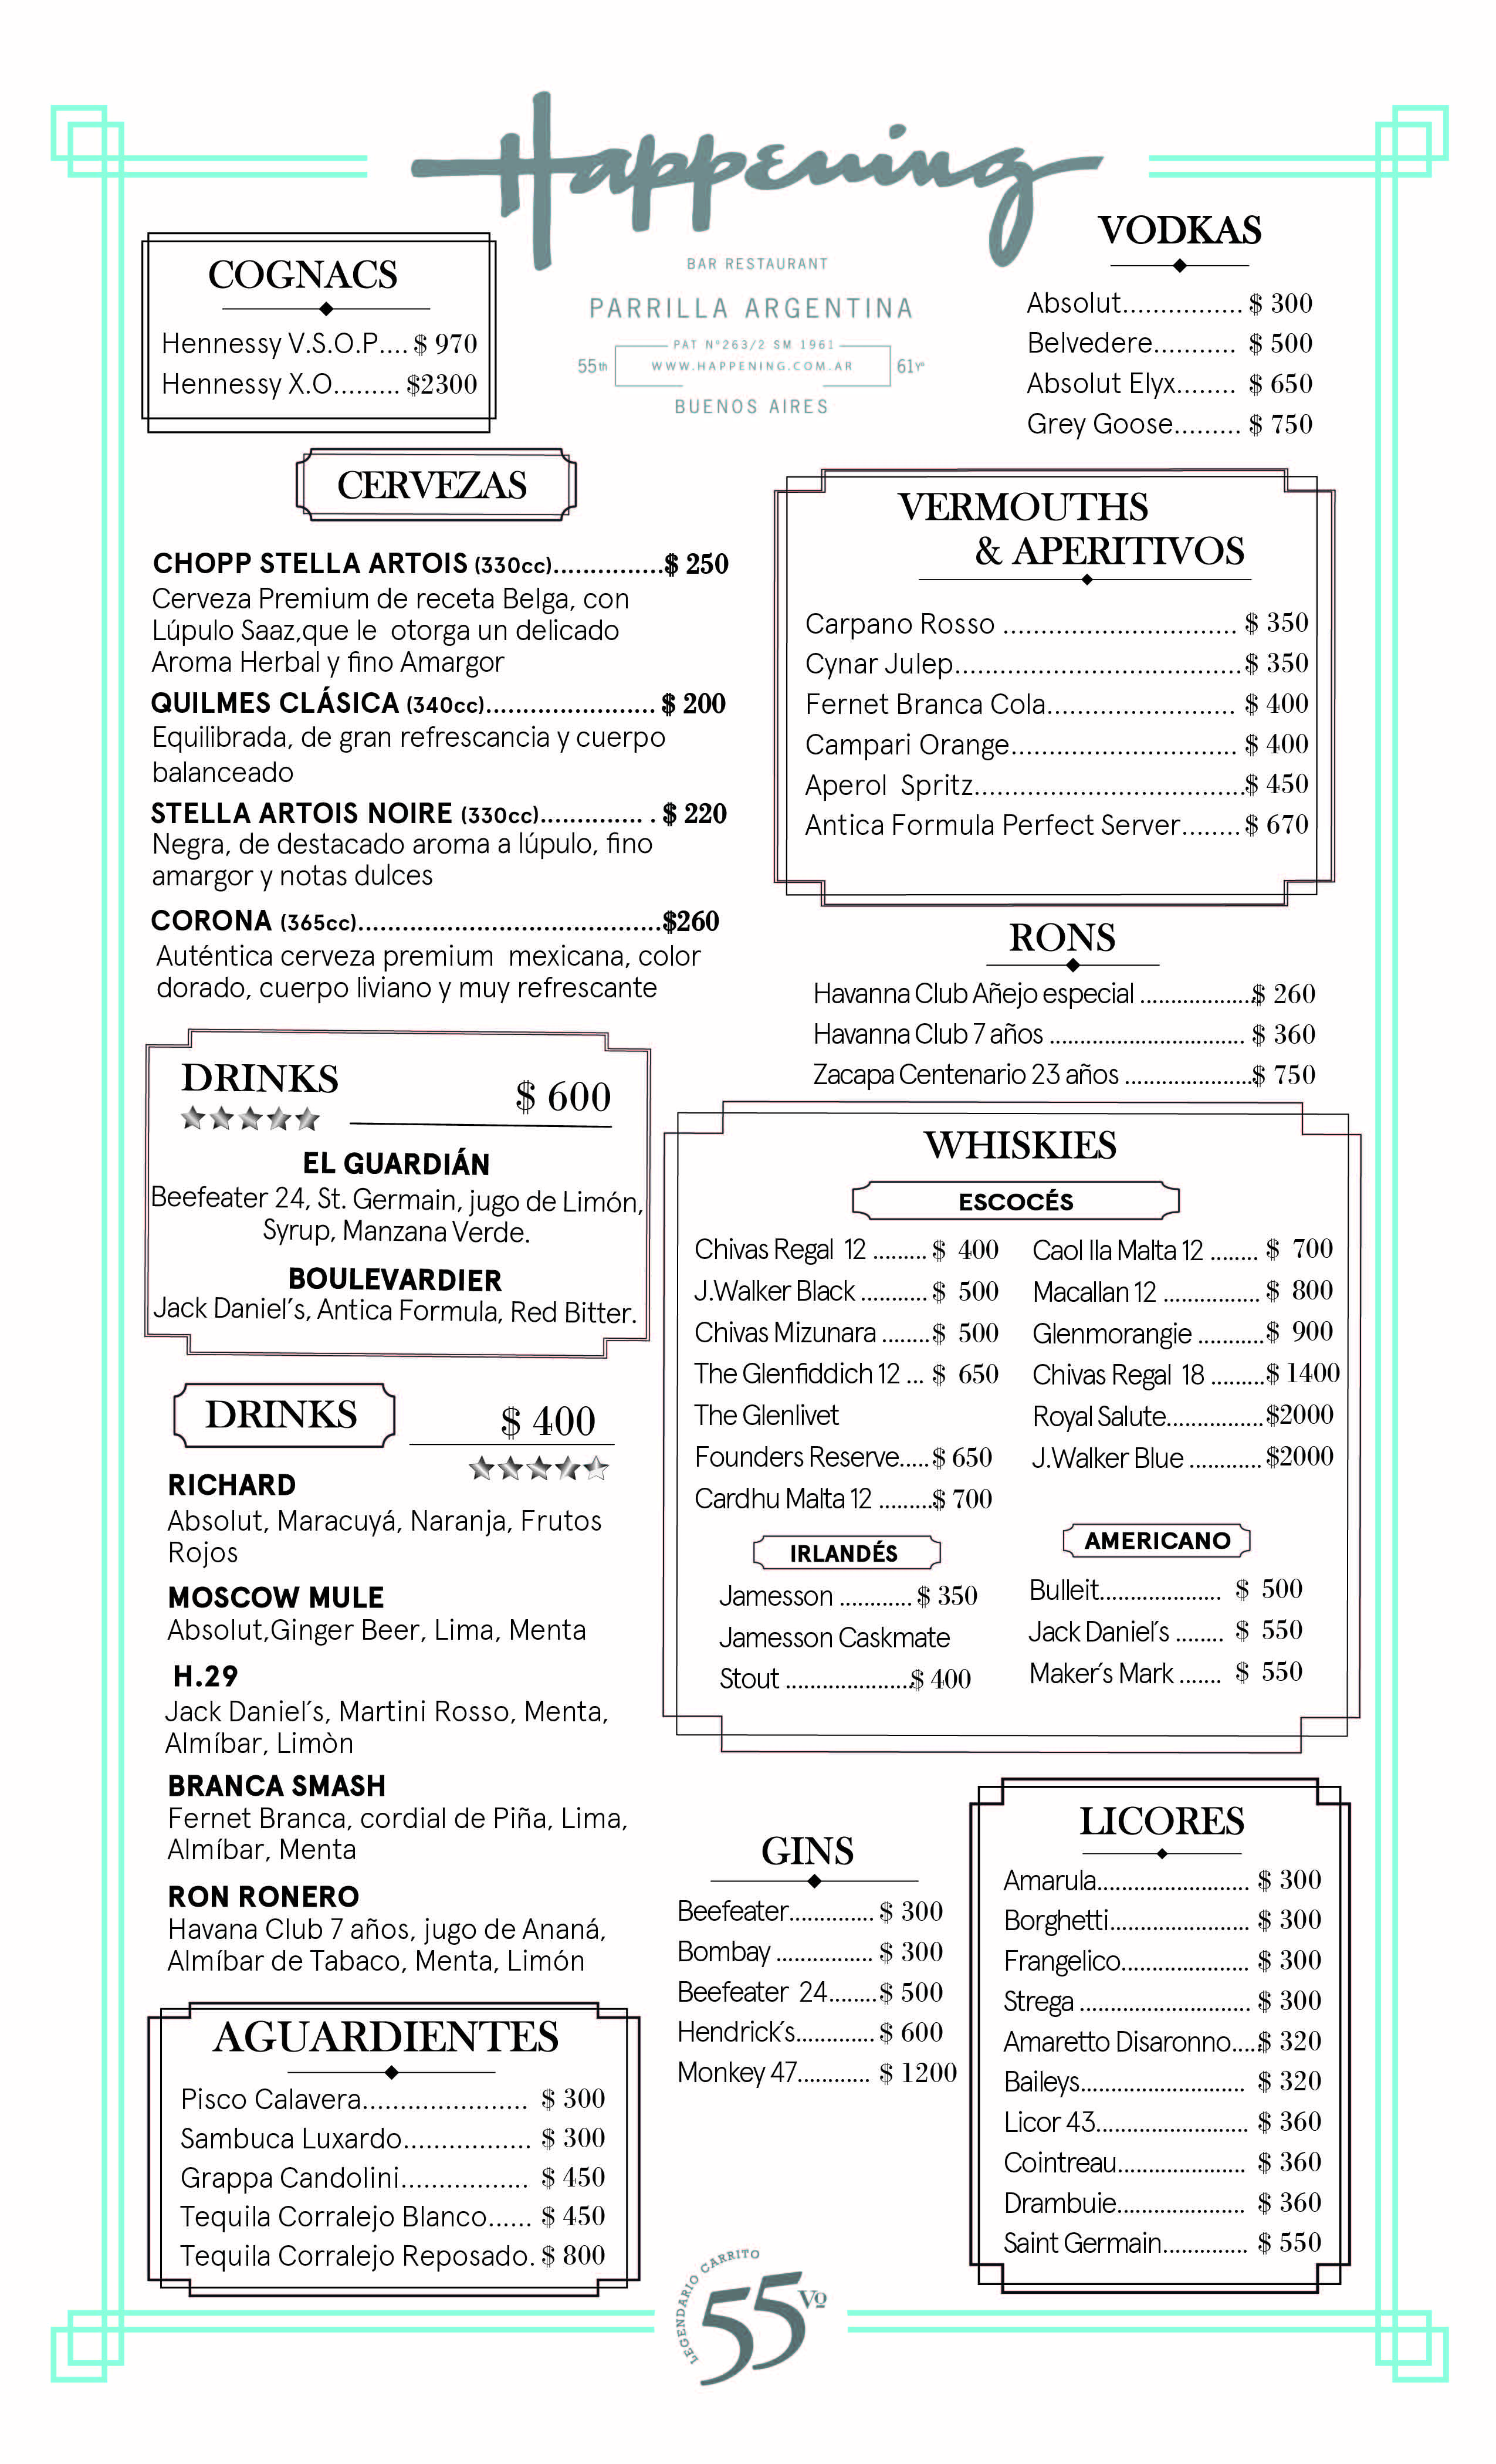 Happening
BAR RESTAURANT
PARRILLA ARGENTINA
PAT N°263/2 SM 1961
55th WWW.HAPPENING.COM.AR 61Yº
BUENOS AIRES
COGNACS
Hennessy V.S.O.P.... $ 970
Hennessy X.O......... $2300
VODKAS
Absolut................ $ 300
Belvedere........... $ 500
Absolut Elyx........ $ 650
Grey Goose......... $ 750
CERVEZAS
CHOPP STELLA ARTOIS (330cc)...............$ 250
Cerveza Premium de receta Belga, con
Lúpulo Saaz,que le otorga un delicado
Aroma Herbal y fino Amargor
QUILMES CLÁSICA (340cc)....................... $ 200
Equilibrada, de gran refrescancia y cuerpo
balanceado
STELLA ARTOIS NOIRE (330cc).............. . $ 220
Negra, de destacado aroma a lúpulo, fino
amargor y notas dulces
CORONA (365cc).........................................$260
Auténtica cerveza premium mexicana, color
dorado, cuerpo liviano y muy refrescante
VERMOUTHS
& APERITIVOS
Carpano Rosso ............................... $ 350
Cynar Julep......................................$ 350
Fernet Branca Cola......................... $ 400
Campari Orange.............................. $ 400
Aperol Spritz....................................$ 450
Antica Formula Perfect Server........$ 670
RONS
Havanna Club Añejo especial ...................$ 260
Havanna Club 7 años ................................ $ 360
Zacapa Centenario 23 años .....................$ 750
DRINKS
$ 600
EL GUARDIÁN
Beefeater 24, St. Germain, jugo de Limón,
Syrup, Manzana Verde.
BOULEVARDIER
Jack Daniel´s, Antica Formula, Red Bitter.
DRINKS
$ 400
RICHARD
Absolut, Maracuyá, Naranja, Frutos
Rojos
MOSCOW MULE
Absolut,Ginger Beer, Lima, Menta
H.29
Jack Daniel´s, Martini Rosso, Menta,
Almíbar, Limòn
BRANCA SMASH
Fernet Branca, cordial de Piña, Lima,
Almíbar, Menta
RON RONERO
Havana Club 7 años, jugo de Ananá,
Almíbar de Tabaco, Menta, Limón
WHISKIES
ESCOCÉS
Chivas Regal 12 ......... $ 400
J.Walker Black ........... $ 500
Chivas Mizunara ........$ 500
The Glenfiddich 12 ... $ 650
The Glenlivet
Founders Reserve.....$ 650
Cardhu Malta 12 .........$ 700
Caol Ila Malta 12 ........ $ 700
Macallan 12 ................ $ 800
Glenmorangie ...........$ 900
Chivas Regal 18 .........$ 1400
Royal Salute................$2000
J.Walker Blue ............$2000
IRLANDÉS
Jamesson ............ $ 350
Jamesson Caskmate
Stout .....................$ 400
AMERICANO
Bulleit.................... $ 500
Jack Daniel´s ........ $ 550
Maker´s Mark ....... $ 550
AGUARDIENTES
Pisco Calavera...................... $ 300
Sambuca Luxardo................. $ 300
Grappa Candolini................. $ 450
Tequila Corralejo Blanco...... $ 450
Tequila Corralejo Reposado. $ 800
GINS
Beefeater.............. $ 300
Bombay ................ $ 300
Beefeater 24........$ 500
Hendrick´s............. $ 600
Monkey 47............ $ 1200
LICORES
Amarula......................... $ 300
Borghetti....................... $ 300
Frangelico..................... $ 300
Strega ............................ $ 300
Amaretto Disaronno.....$ 320
Baileys........................... $ 320
Licor 43......................... $ 360
Cointreau..................... $ 360
Drambuie..................... $ 360
Saint Germain.............. $ 550
LEGENDARIO CARRITO
55 Vº